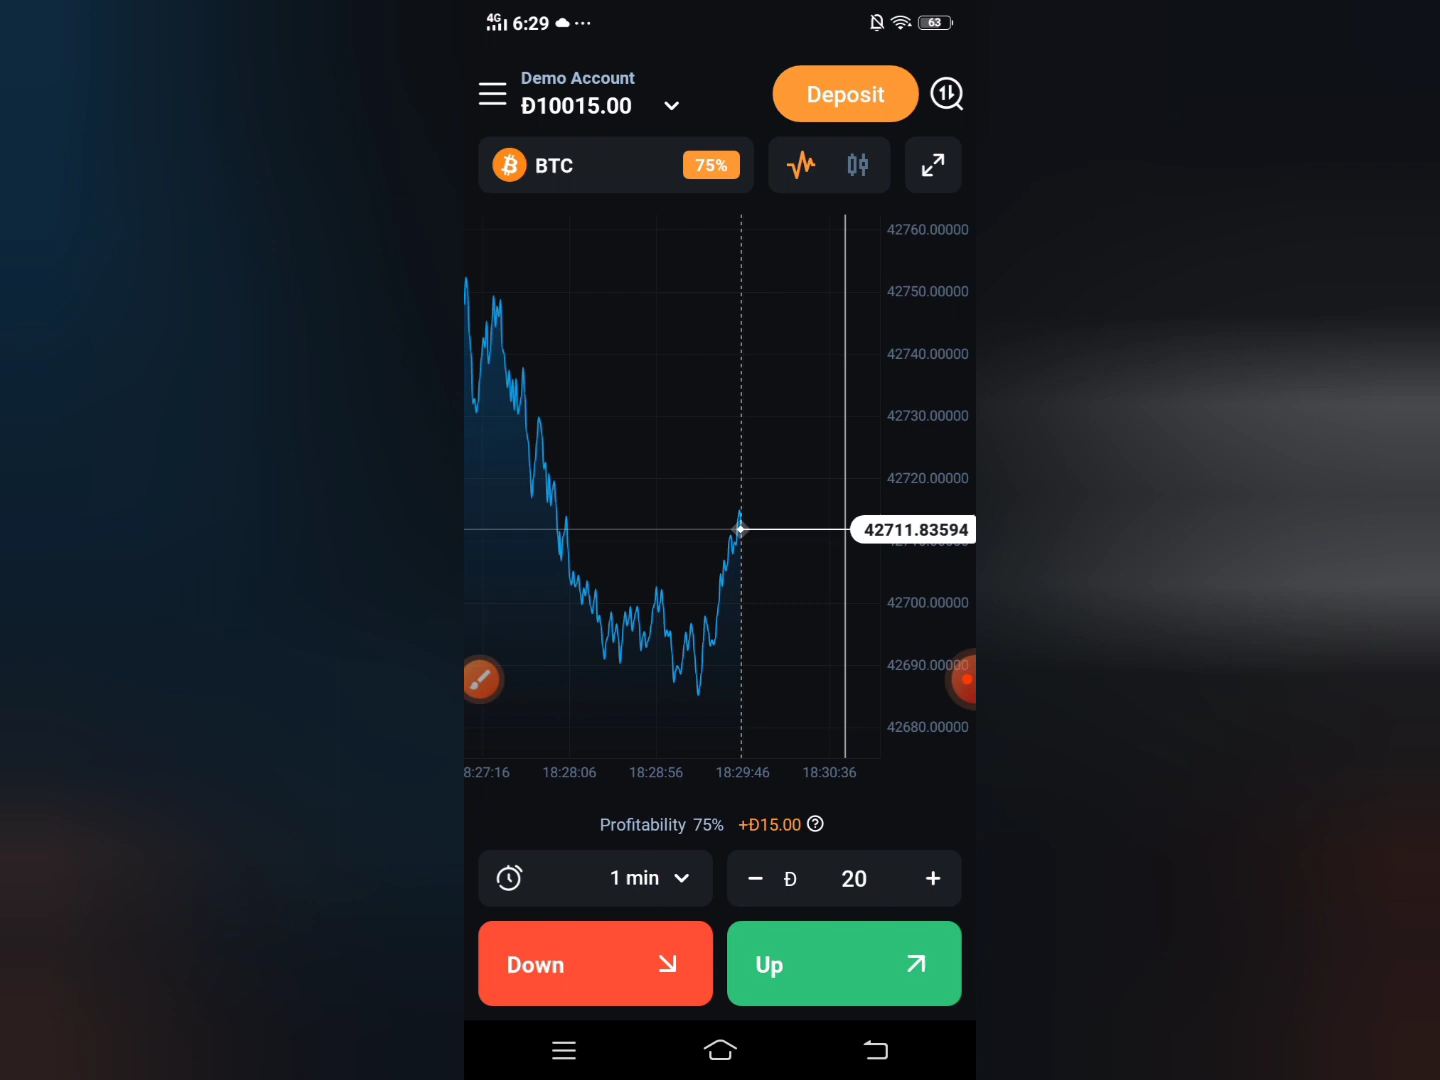 4G 6:29 63
Demo Account
Đ10015.00
Deposit
BTC 75%
42760.00000
42750.00000
42740.00000
42730.00000
42720.00000
42711.83594
42700.00000
42690.00000
42680.00000
8:27:16 18:28:06 18:28:56 18:29:46 18:30:36
Profitability 75% +Đ15.00
1 min
Đ 20
Down
Up